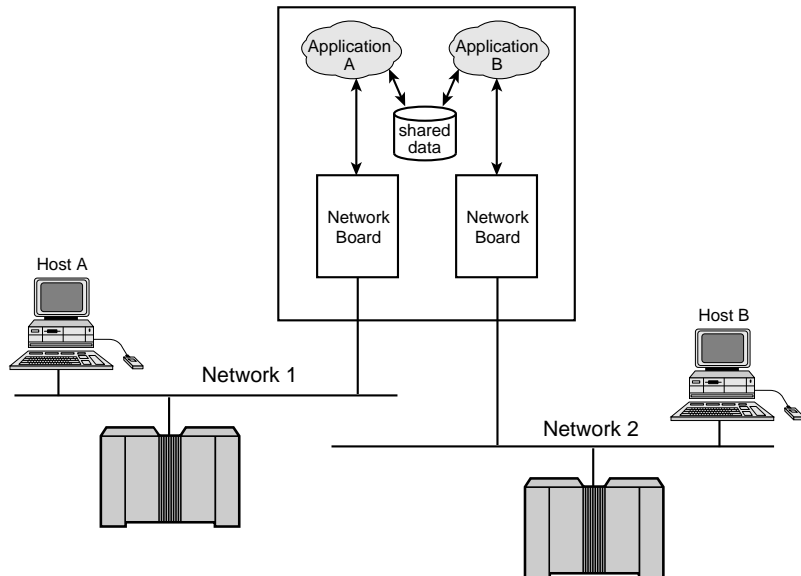 Application
A
Application
B
shared
data
Network
Board
Network
Board
Host A
Host B
Network 1
Network 2